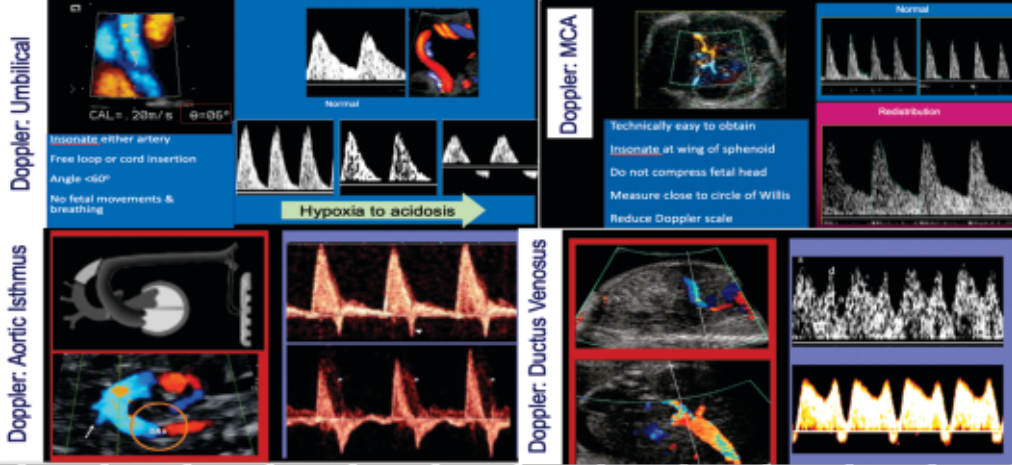 Doppler: Umbilical
CAL=.20m/s θ=06°
Insonate either artery
Free loop or cord insertion
Angle <60º
No fetal movements &
breathing
Normal
Hypoxia to acidosis
Doppler: MCA
Technically easy to obtain
Insonate at wing of sphenoid
Do not compress fetal head
Measure close to circle of Willis
Reduce Doppler scale
Normal
Redistribution
Doppler: Aortic Isthmus
Doppler: Ductus Venosus
s
d